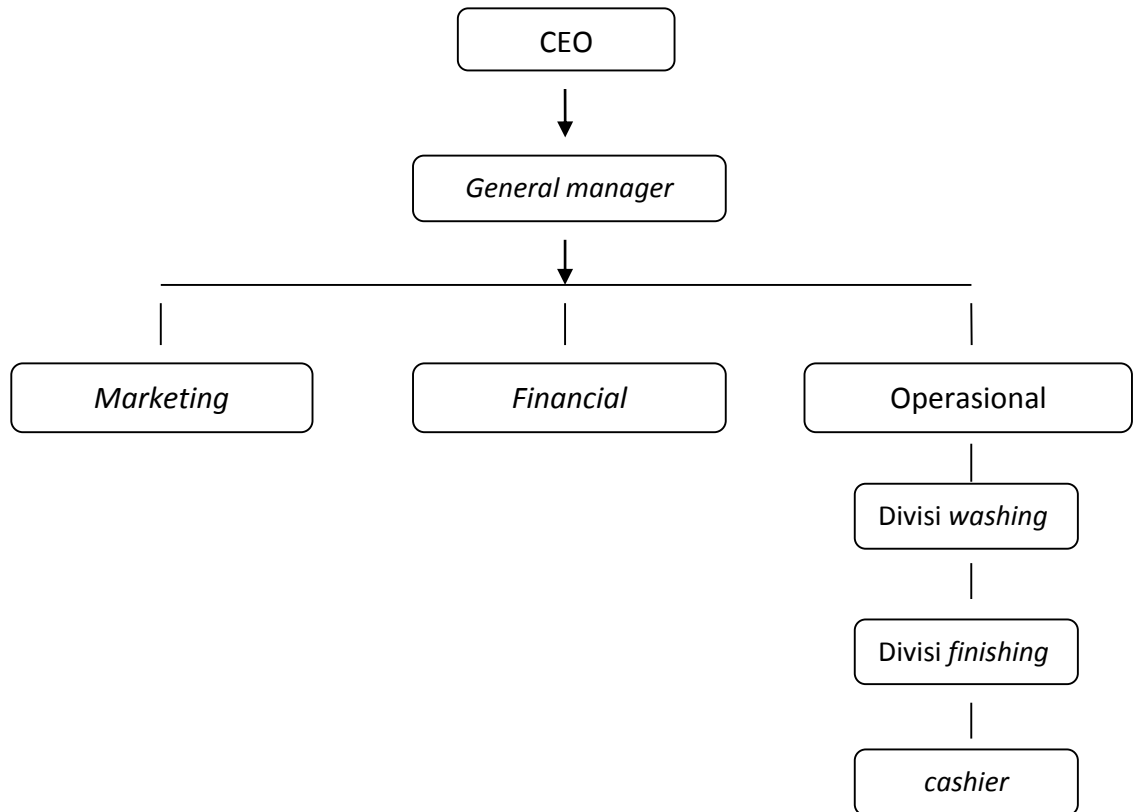 CEO
General manager
Marketing
Financial
Operasional
Divisi washing
Divisi finishing
cashier